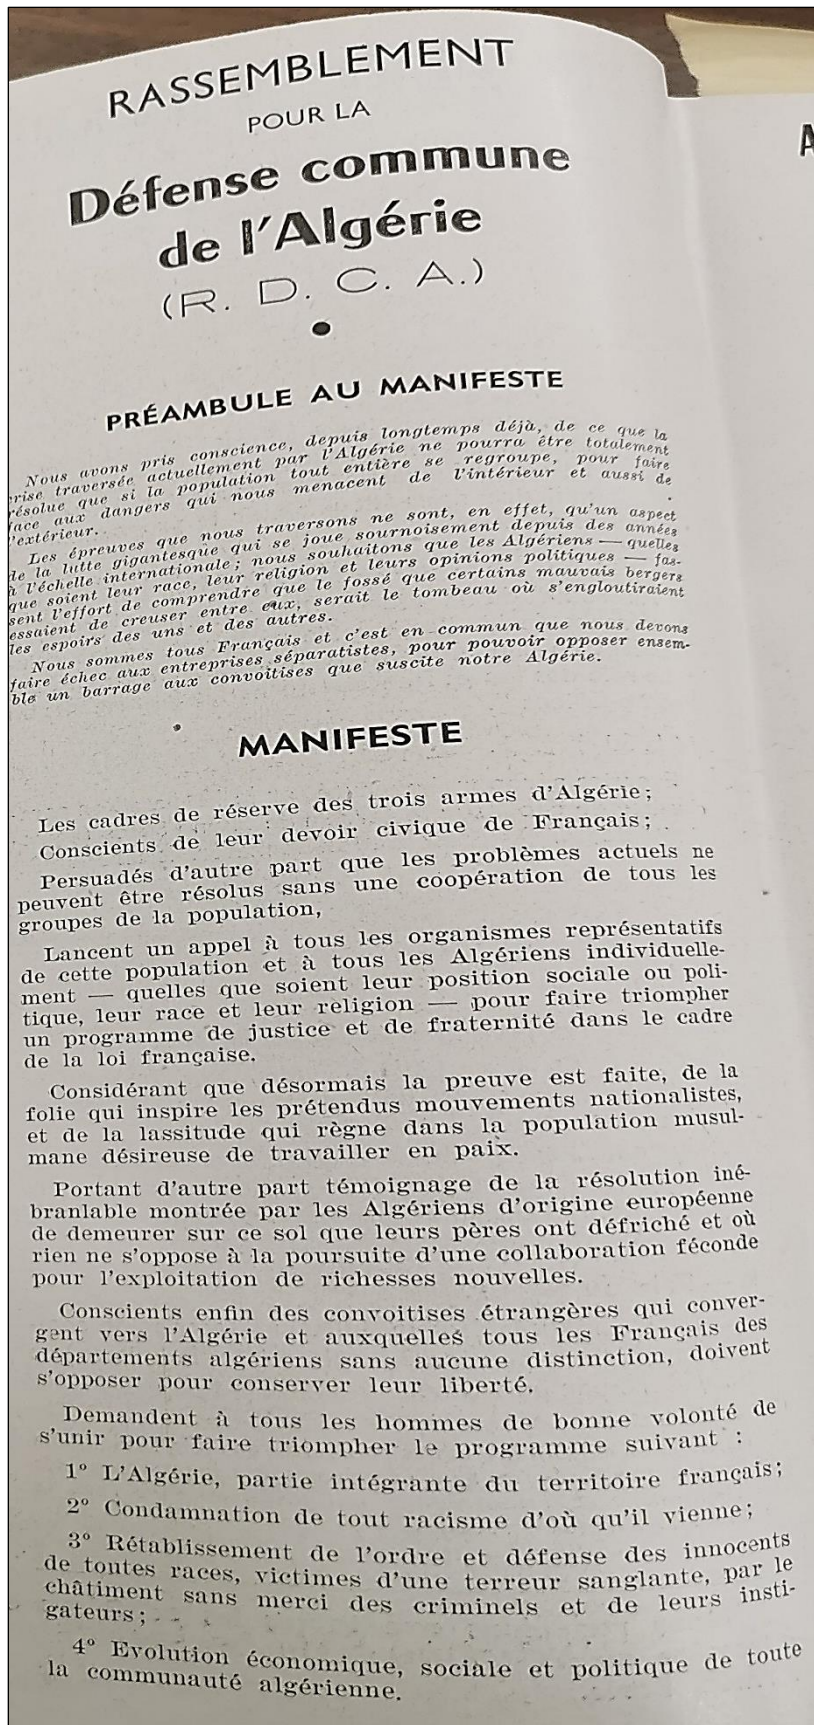 RASSEMBLEMENT
POUR LA
Défense commune
de l'Algérie
(R. D. C. A.)
●
PRÉAMBULE AU MANIFESTE
Nous avons pris conscience, depuis longtemps déjà, de ce que la
rise traversée actuellement par l'Algérie ne pourra être totalement
résolue que si la population tout entière se regroupe, pour faire
face aux dangers qui nous menacent de l'intérieur et aussi de
l'extérieur.
Les épreuves que nous traversons ne sont, en effet, qu'un aspect
de la lutte gigantesque qui se joue sournoisement depuis des années
à l'échelle internationale; nous souhaitons que les Algériens — quelles
que soient leur race, leur religion et leurs opinions politiques — fas-
sent l'effort de comprendre que le fossé que certains mauvais bergers
essaient de creuser entre eux, serait le tombeau où s'engloutiraient
les espoirs des uns et des autres.
Nous sommes tous Français et c'est en commun que nous devons
faire échec aux entreprises séparatistes, pour pouvoir opposer ensem-
ble un barrage aux convoitises que suscite notre Algérie.
MANIFESTE
Les cadres de réserve des trois armes d'Algérie;
Conscients de leur devoir civique de Français;
Persuadés d'autre part que les problèmes actuels ne
peuvent être résolus sans une coopération de tous les
groupes de la population,
Lancent un appel à tous les organismes représentatifs
de cette population et à tous les Algériens individuelle-
ment — quelles que soient leur position sociale ou poli-
tique, leur race et leur religion — pour faire triompher
un programme de justice et de fraternité dans le cadre
de la loi française.
Considérant que désormais la preuve est faite, de la
folie qui inspire les prétendus mouvements nationalistes,
et de la lassitude qui règne dans la population musul-
mane désireuse de travailler en paix.
Portant d'autre part témoignage de la résolution iné-
branlable montrée par les Algériens d'origine européenne
de demeurer sur ce sol que leurs pères ont défriché et où
rien ne s'oppose à la poursuite d'une collaboration féconde
pour l'exploitation de richesses nouvelles.
Conscients enfin des convoitises étrangères qui conver-
gent vers l'Algérie et auxquelles tous les Français des
départements algériens sans aucune distinction, doivent
s'opposer pour conserver leur liberté.
Demandent à tous les hommes de bonne volonté de
s'unir pour faire triompher le programme suivant :
1° L'Algérie, partie intégrante du territoire français;
2° Condamnation de tout racisme d'où qu'il vienne;
3° Rétablissement de l'ordre et défense des innocents
de toutes races, victimes d'une terreur sanglante, par le
châtiment sans merci des criminels et de leurs insti-
gateurs;
4° Evolution économique, sociale et politique de toute
la communauté algérienne.
A